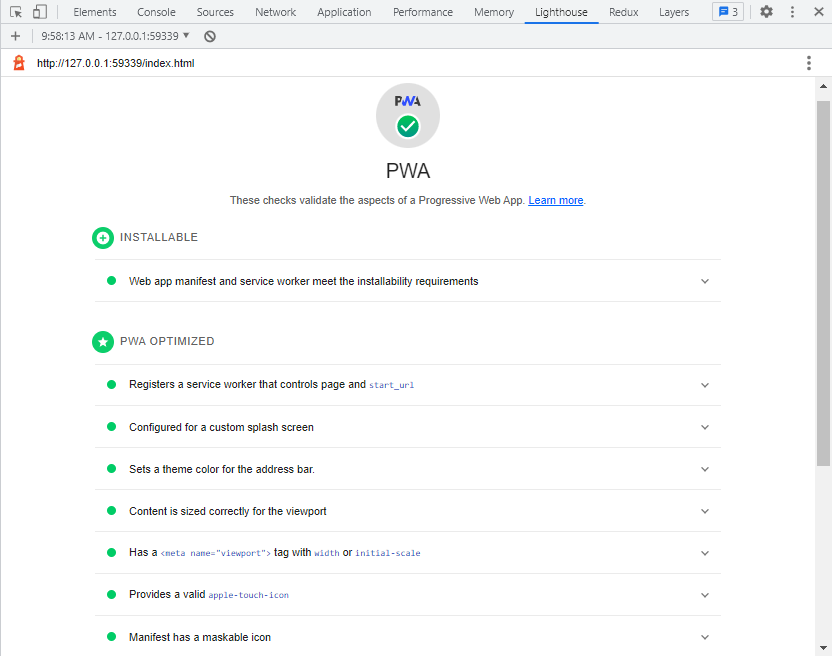 Elements Console Sources Network Application Performance Memory Lighthouse Redux Layers 3
9:58:13 AM - 127.0.0.1:59339
http://127.0.0.1:59339/index.html
PWA
PWA
These checks validate the aspects of a Progressive Web App. Learn more.
INSTALLABLE
Web app manifest and service worker meet the installability requirements
PWA OPTIMIZED
Registers a service worker that controls page and start_url
Configured for a custom splash screen
Sets a theme color for the address bar.
Content is sized correctly for the viewport
Has a <meta name="viewport"> tag with width or initial-scale
Provides a valid apple-touch-icon
Manifest has a maskable icon